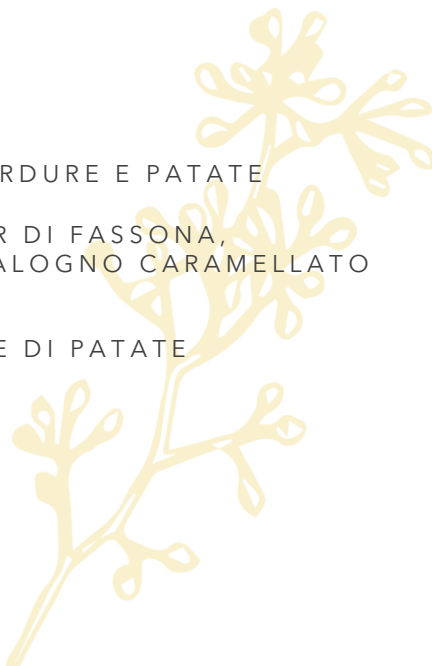 RDURE E PATATE
R DI FASSONA,
ALOGNO CARAMELLATO
E DI PATATE